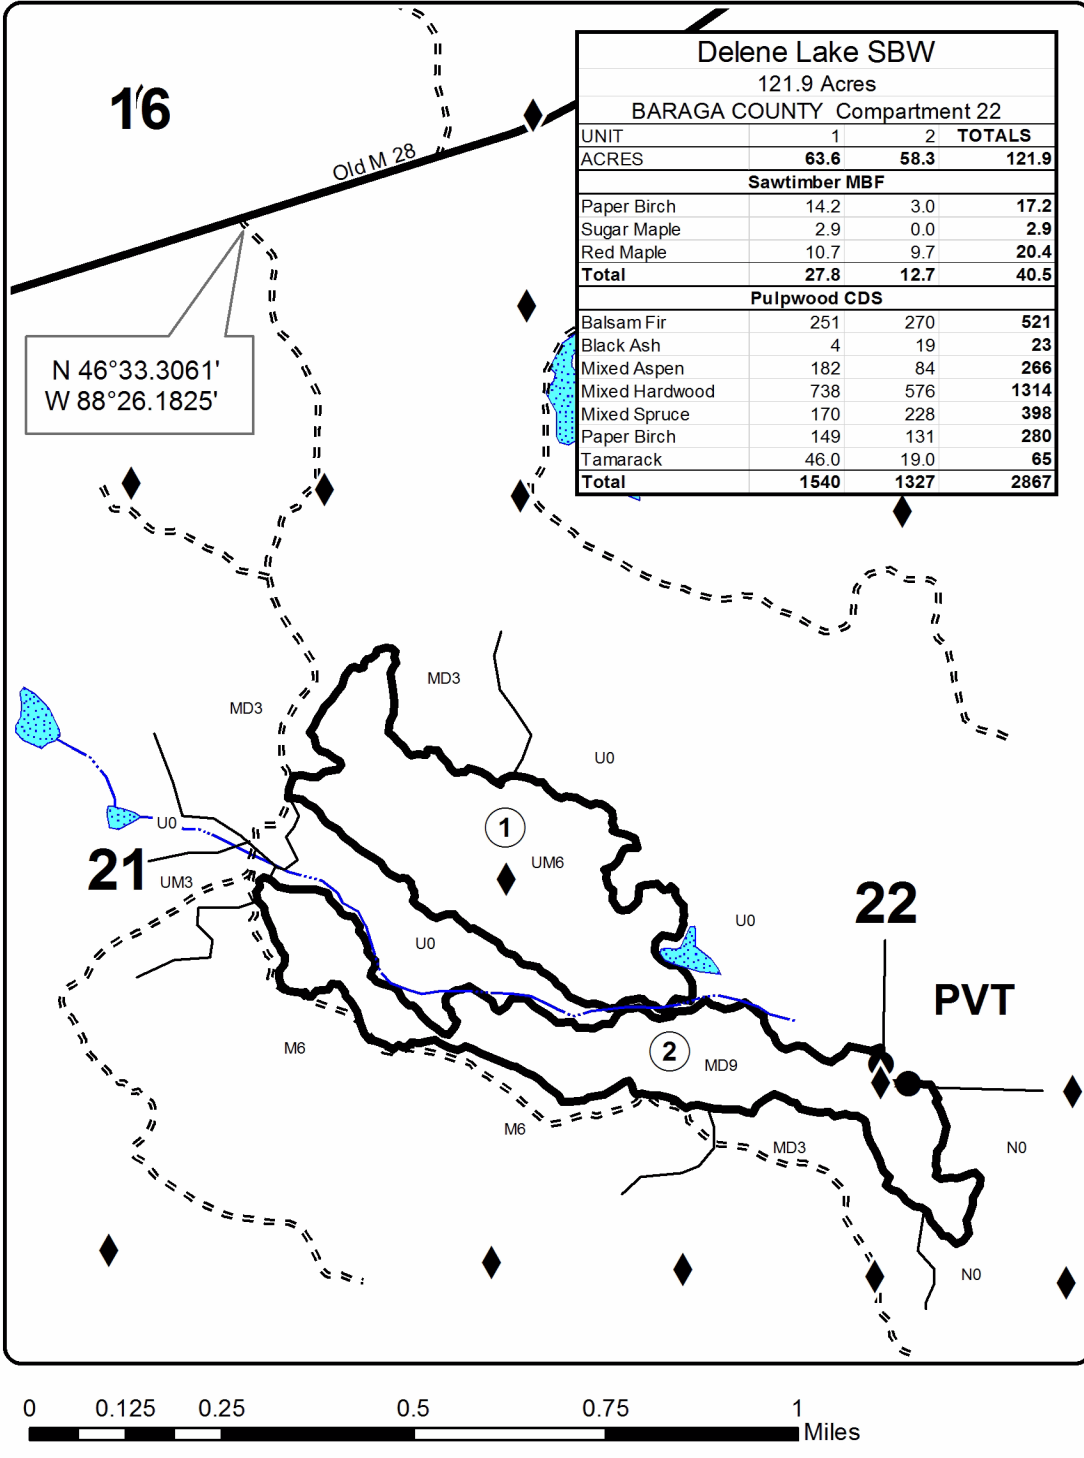 16
Old M 28
Delene Lake SBW
121.9 Acres
BARAGA COUNTY Compartment 22
UNIT 1 2 TOTALS
ACRES 63.6 58.3 121.9
Sawtimber MBF
Paper Birch 14.2 3.0 17.2
Sugar Maple 2.9 0.0 2.9
Red Maple 10.7 9.7 20.4
Total 27.8 12.7 40.5
Pulpwood CDS
Balsam Fir 251 270 521
Black Ash 4 19 23
Mixed Aspen 182 84 266
Mixed Hardwood 738 576 1314
Mixed Spruce 170 228 398
Paper Birch 149 131 280
Tamarack 46.0 19.0 65
Total 1540 1327 2867
N 46°33.3061'
W 88°26.1825'
MD3
MD3
U0
U0
1
UM6
21
UM3
22
U0
U0
PVT
M6
2
MD9
M6
MD3
N0
N0
0 0.125 0.25 0.5 0.75 1
Miles